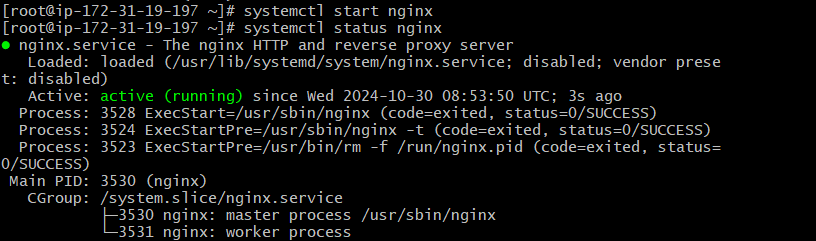 [root@ip-172-31-19-197 ~]# systemctl start nginx
[root@ip-172-31-19-197 ~]# systemctl status nginx
● nginx.service - The nginx HTTP and reverse proxy server
   Loaded: loaded (/usr/lib/systemd/system/nginx.service; disabled; vendor prese
t: disabled)
   Active: active (running) since Wed 2024-10-30 08:53:50 UTC; 3s ago
  Process: 3528 ExecStart=/usr/sbin/nginx (code=exited, status=0/SUCCESS)
  Process: 3524 ExecStartPre=/usr/sbin/nginx -t (code=exited, status=0/SUCCESS)
  Process: 3523 ExecStartPre=/usr/bin/rm -f /run/nginx.pid (code=exited, status=
0/SUCCESS)
 Main PID: 3530 (nginx)
   CGroup: /system.slice/nginx.service
           ├─3530 nginx: master process /usr/sbin/nginx
           └─3531 nginx: worker process